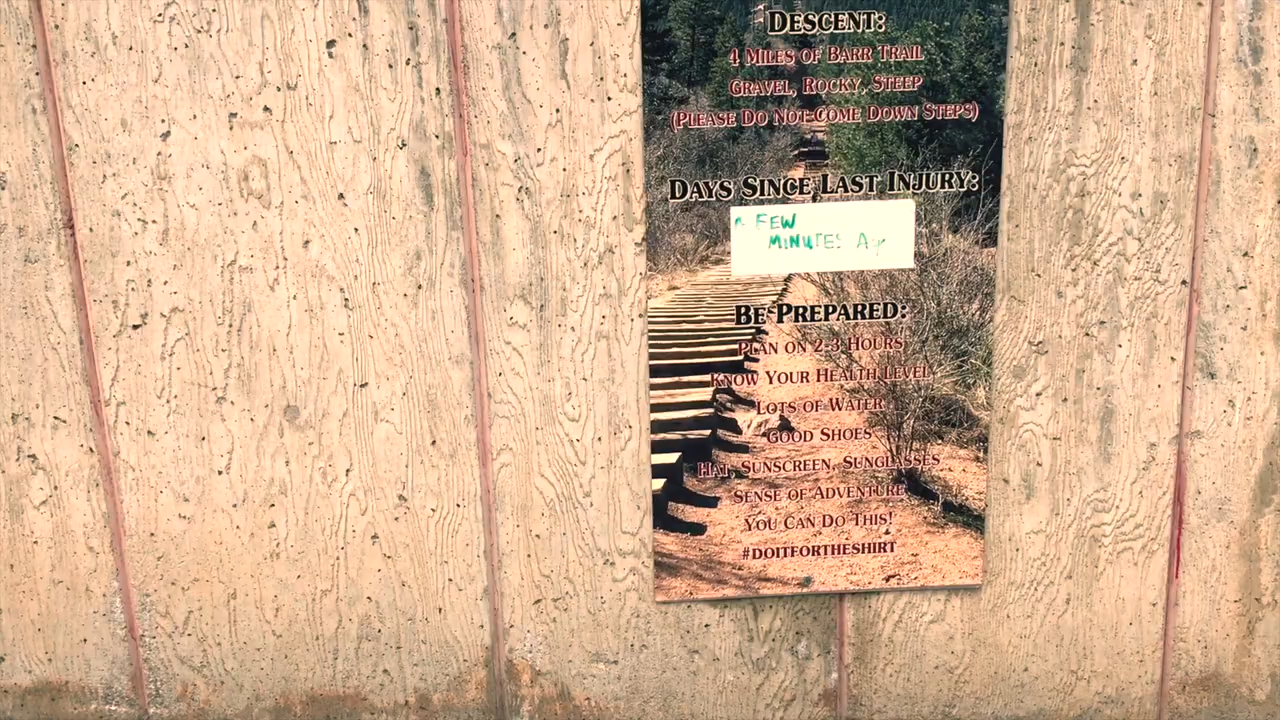 DESCENT:
4 MILES OF BARR TRAIL
GRAVEL, ROCKY, STEEP
(PLEASE DO NOT COME DOWN STEPS)
DAYS SINCE LAST INJURY:
A FEW
MINUTES AGO
BE PREPARED:
PLAN ON 2-3 HOURS
KNOW YOUR HEALTH LEVEL
LOTS OF WATER
GOOD SHOES
HAT, SUNSCREEN, SUNGLASSES
SENSE OF ADVENTURE
YOU CAN DO THIS!
#DOITFORTHESHIRT